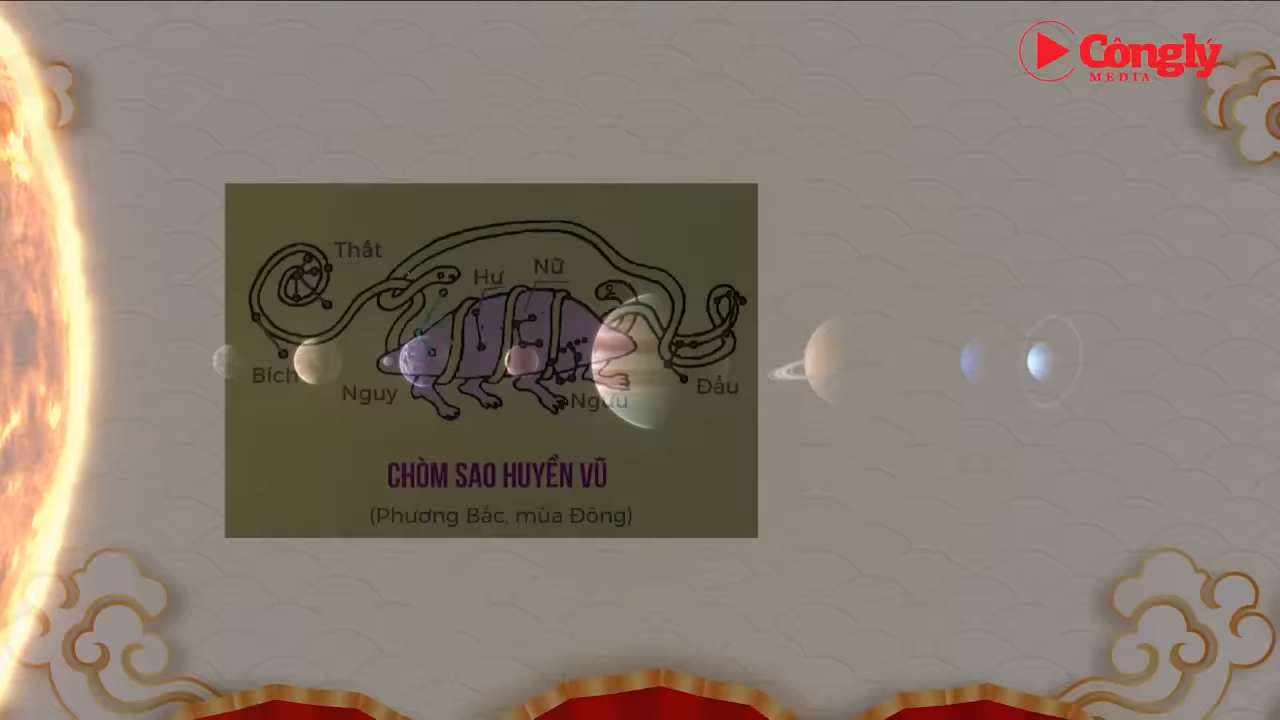 Cônglý
MEDIA
Thất
Hư
Nữ
Bích
Nguy
Ngưu
Đẩu
CHÒM SAO HUYỀN VŨ
(Phương Bắc, mùa Đông)